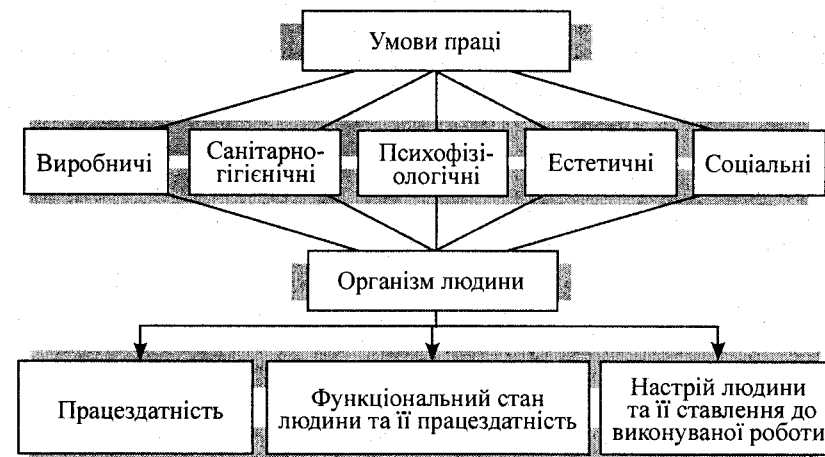 Умови праці
Виробничі
Санітарно-
гігієнічні
Психофізі-
ологічні
Естетичні
Соціальні
Організм людини
Працездатність
Функціональний стан
людини та її працездатність
Настрій людини
та її ставлення до
виконуваної роботи